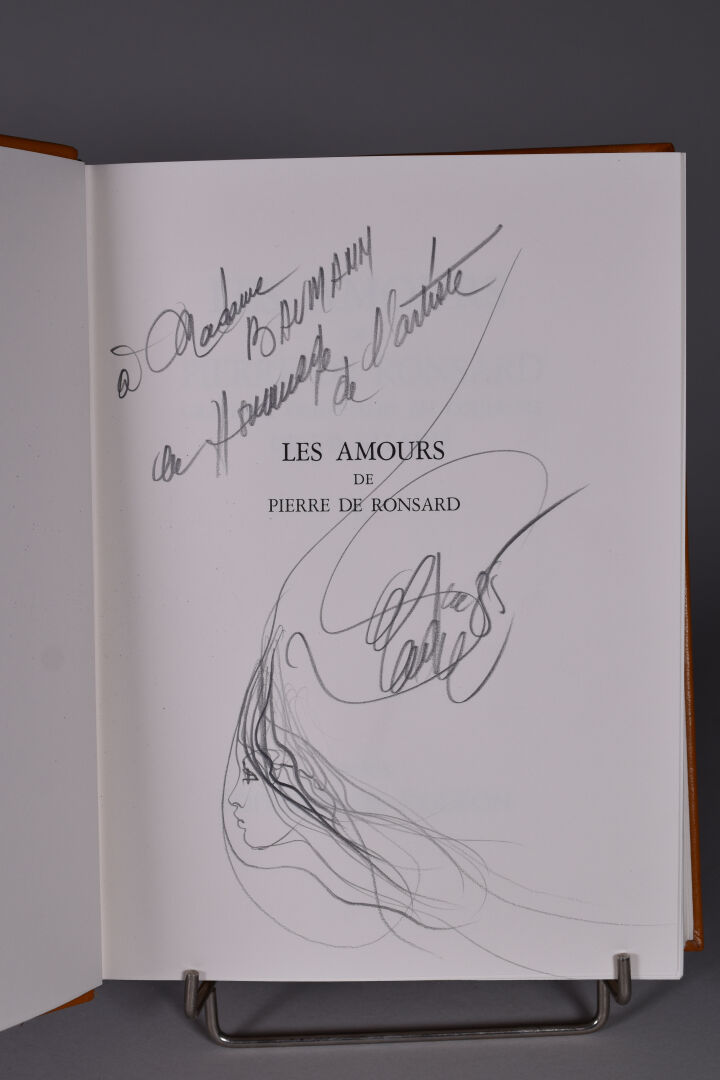 à Madame
BAUMANN
en Hommage
de l'artiste
LES AMOURS
DE
PIERRE DE RONSARD